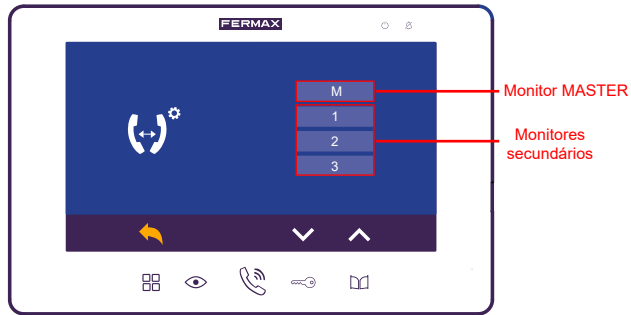 FERMAX
M
Monitor MASTER
1
2
3
Monitores
secundários